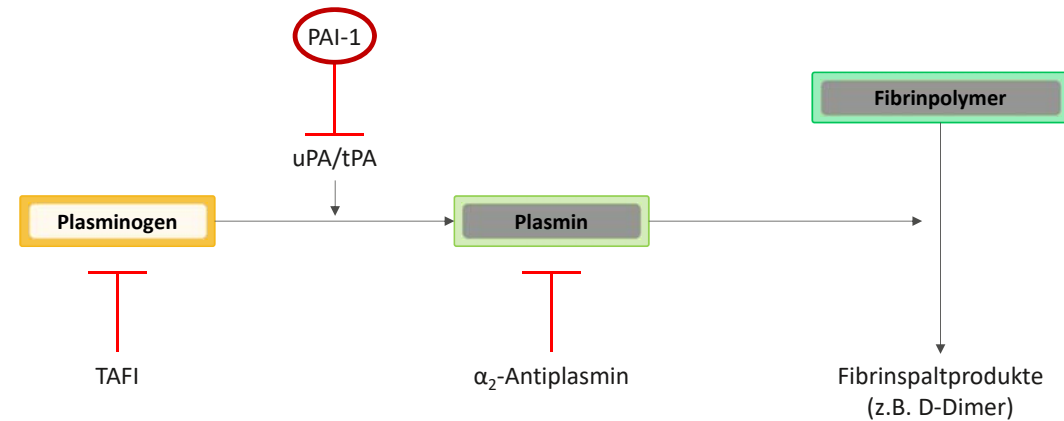 PAI-1
Fibrinpolymer
uPA/tPA
Plasminogen
Plasmin
TAFI
α₂-Antiplasmin
Fibrinspaltprodukte
(z.B. D-Dimer)